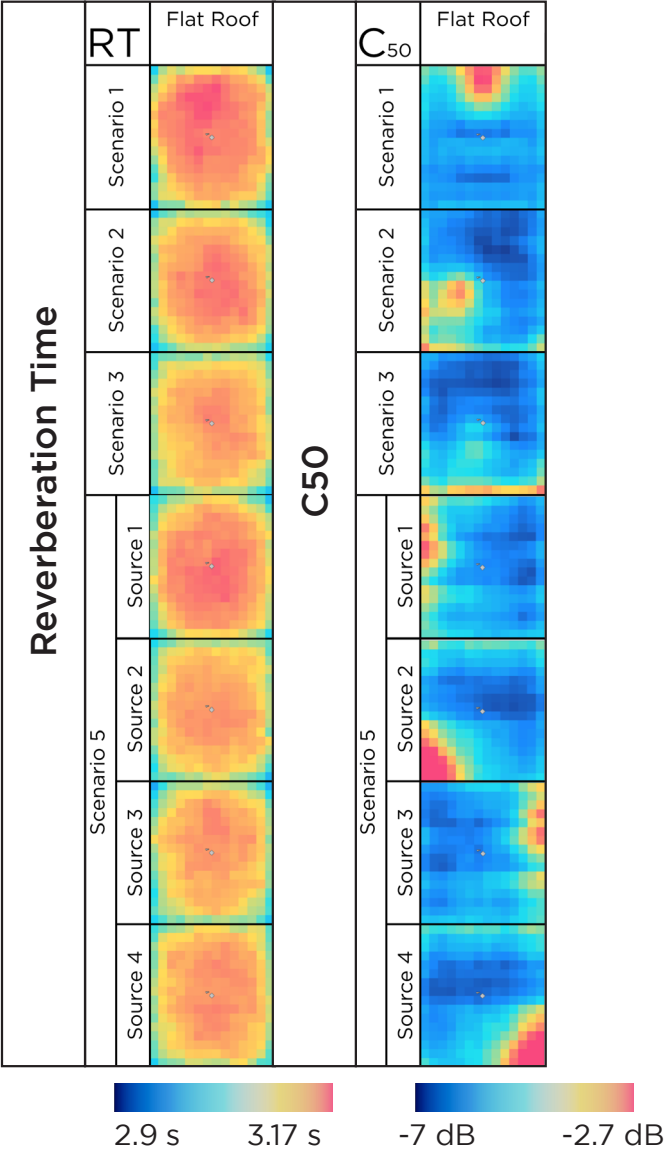 Reverberation Time
RT
Flat Roof
Scenario 1
Scenario 2
Scenario 3
Scenario 5
Source 1
Source 2
Source 3
Source 4
C50
C50
Flat Roof
Scenario 1
Scenario 2
Scenario 3
Scenario 5
Source 1
Source 2
Source 3
Source 4
2.9 s 3.17 s
-7 dB -2.7 dB